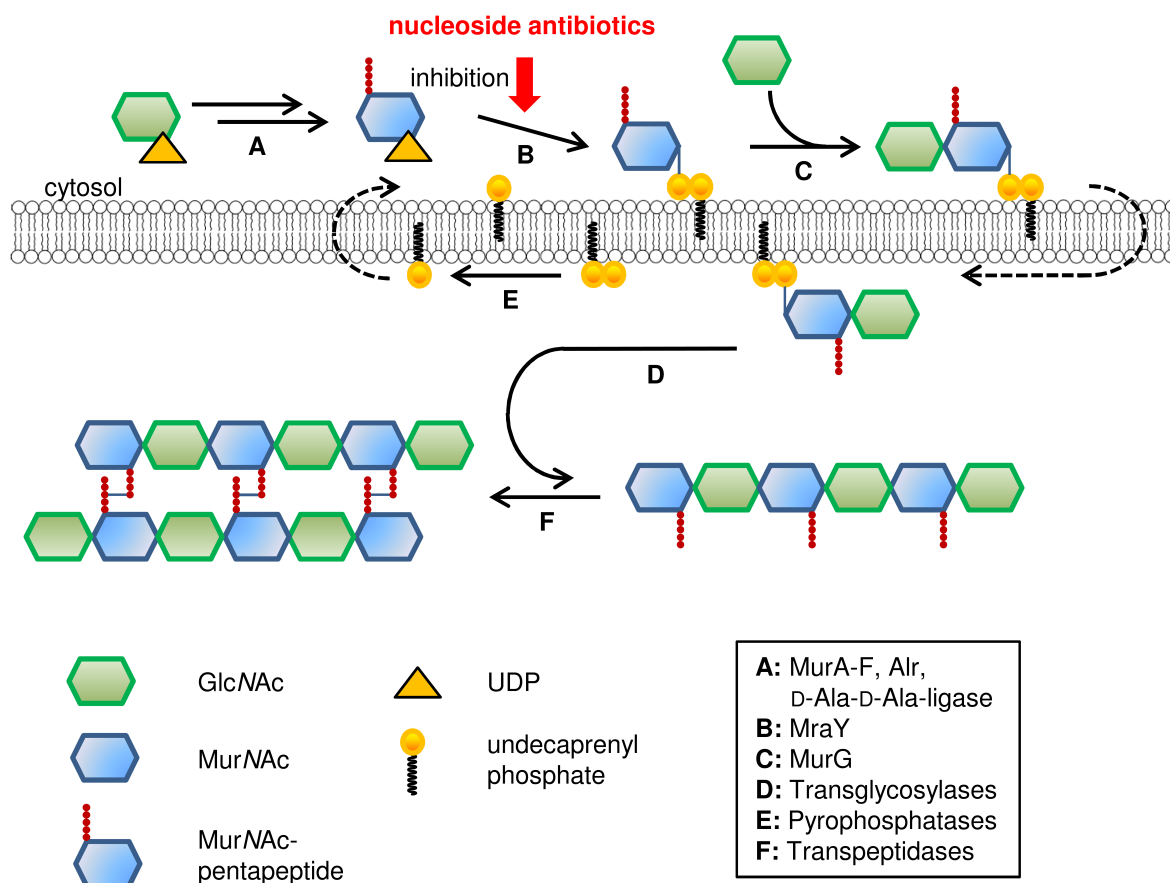 nucleoside antibiotics
inhibition
A
B
C
cytosol
E
D
F
GlcNAc
UDP
MurNAc
undecaprenyl
phosphate
MurNAc-
pentapeptide
A: MurA-F, Alr,
D-Ala-D-Ala-ligase
B: MraY
C: MurG
D: Transglycosylases
E: Pyrophosphatases
F: Transpeptidases